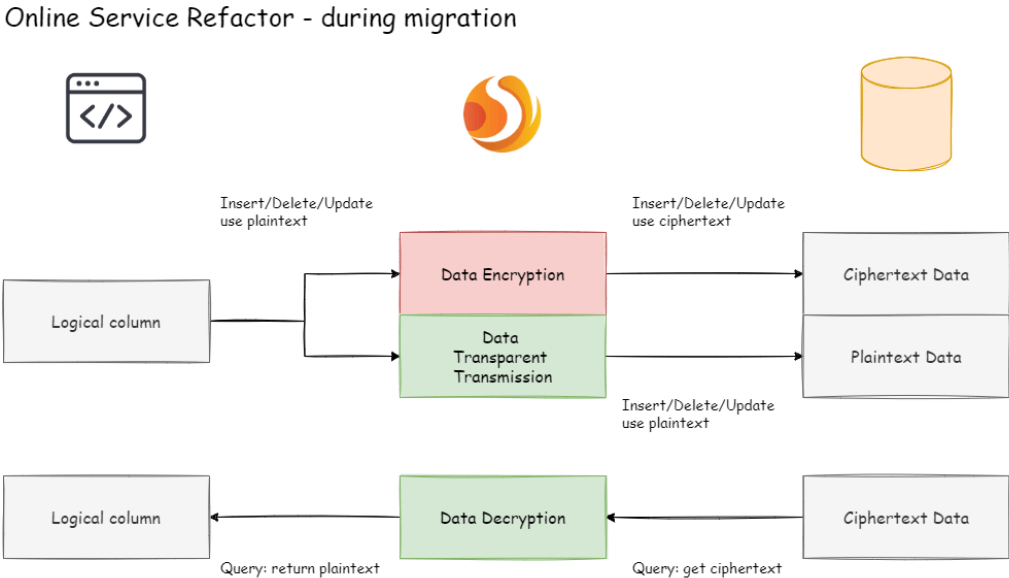 Online Service Refactor - during migration
</>
Insert/Delete/Update
use plaintext
Insert/Delete/Update
use ciphertext
Data Encryption
Ciphertext Data
Logical column
Data
Transparent
Transmission
Plaintext Data
Insert/Delete/Update
use plaintext
Logical column
Data Decryption
Ciphertext Data
Query: return plaintext
Query: get ciphertext